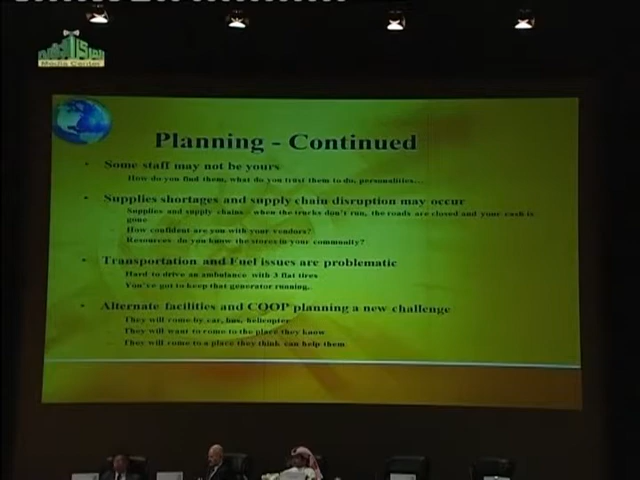 Media Center
Planning - Continued
Some staff may not be yours
How do you find them, what do you trust them to do, personalities…
Supplies shortages and supply chain disruption may occur
Supplies and supply chains when the trucks don't run, the roads are closed and your cash is
gone
How confident are you with your vendors?
Resources do you know the stores in your community?
Transportation and Fuel issues are problematic
Hard to drive an ambulance with 3 flat tires
You've got to keep that generator running.
Alternate facilities and COOP planning a new challenge
They will come by car, bus, helicopter
They will want to come to the place they know
They will come to a place they think can help them